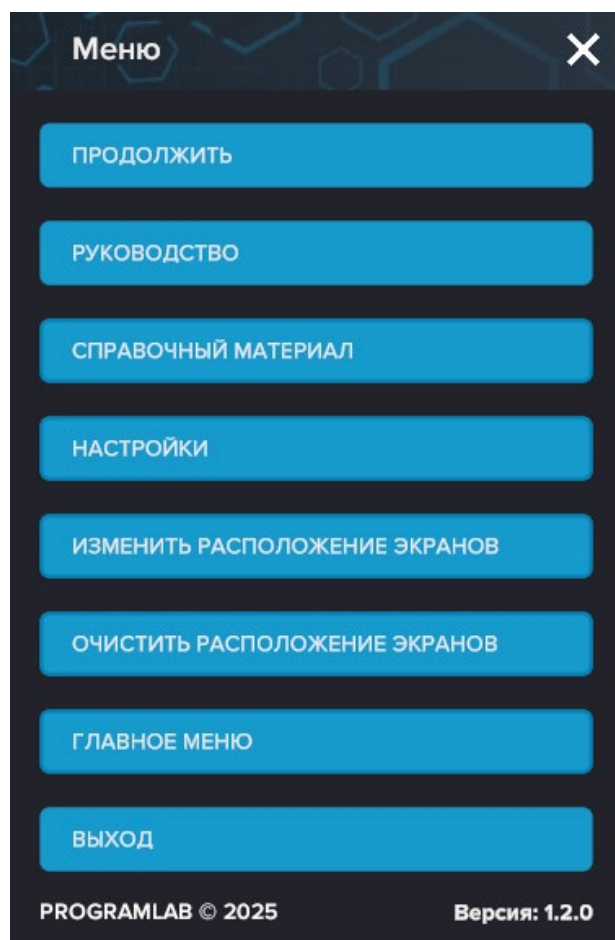 Меню
ПРОДОЛЖИТЬ
РУКОВОДСТВО
СПРАВОЧНЫЙ МАТЕРИАЛ
НАСТРОЙКИ
ИЗМЕНИТЬ РАСПОЛОЖЕНИЕ ЭКРАНОВ
ОЧИСТИТЬ РАСПОЛОЖЕНИЕ ЭКРАНОВ
ГЛАВНОЕ МЕНЮ
ВЫХОД
PROGRAMLAB © 2025 Версия: 1.2.0